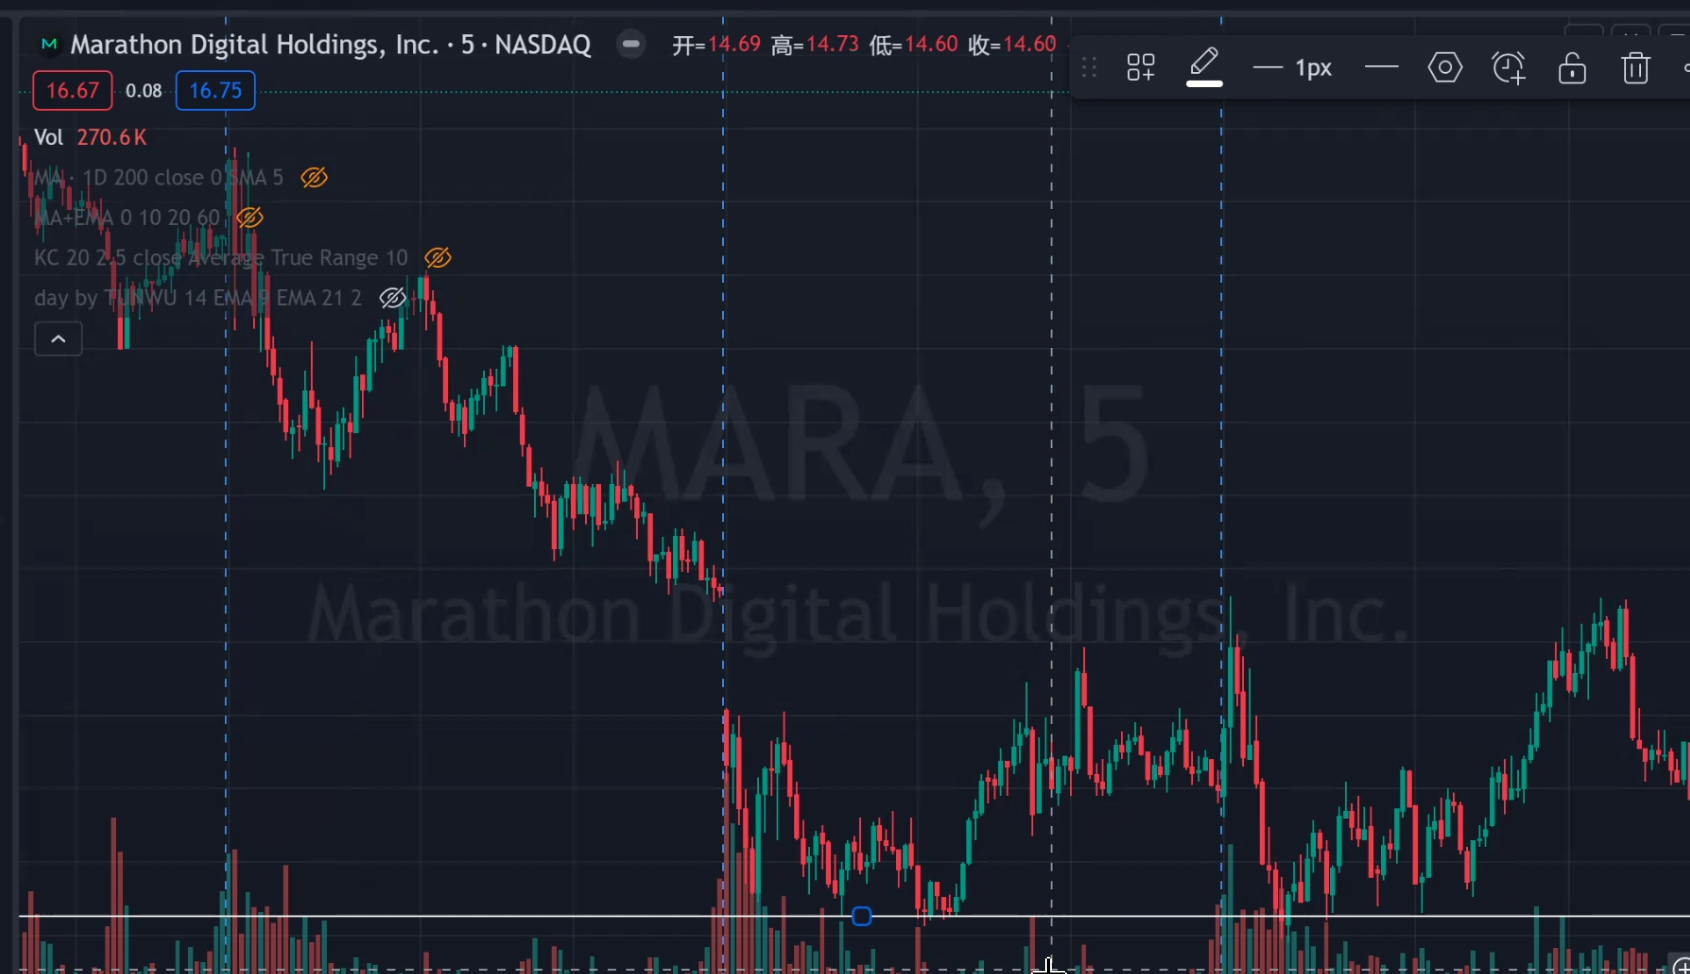 Marathon Digital Holdings, Inc. · 5 · NASDAQ 开=14.69 高=14.73 低=14.60 收=14.60
1px
16.67 0.08 16.75
Vol 270.6K
MA · 1D 200 close 0 SMA 5
MA+EMA 0 10 20 60
KC 20 2.5 close Average True Range 10
day by TUNWU 14 EMA 9 EMA 21 2
MARA, 5
Marathon Digital Holdings, Inc.